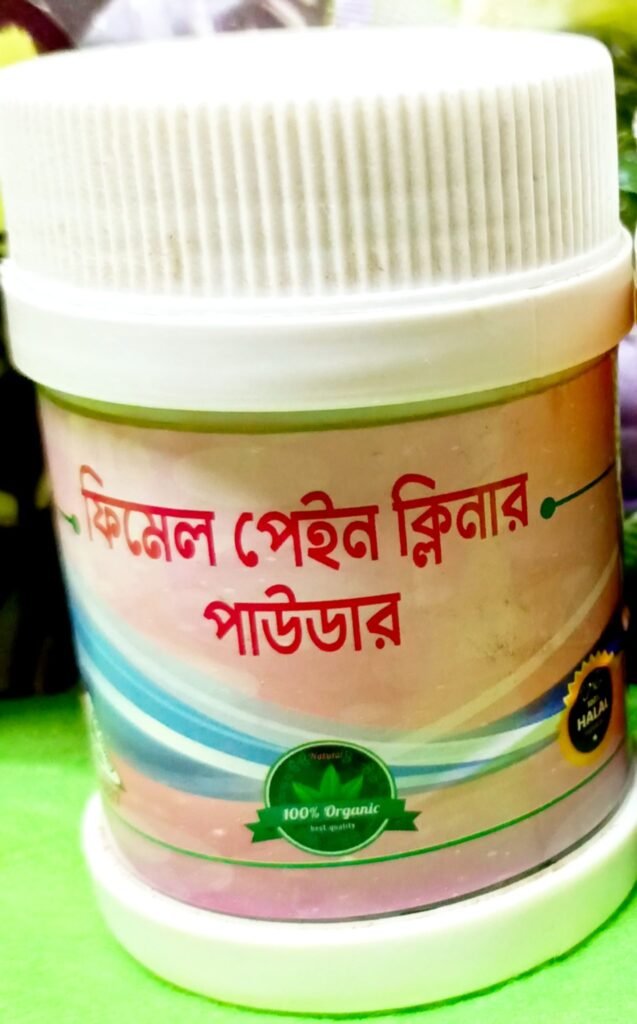 ফিমেল পেইন ক্লিনার
পাউডার
HALAL
Natural
100% Organic
best quality